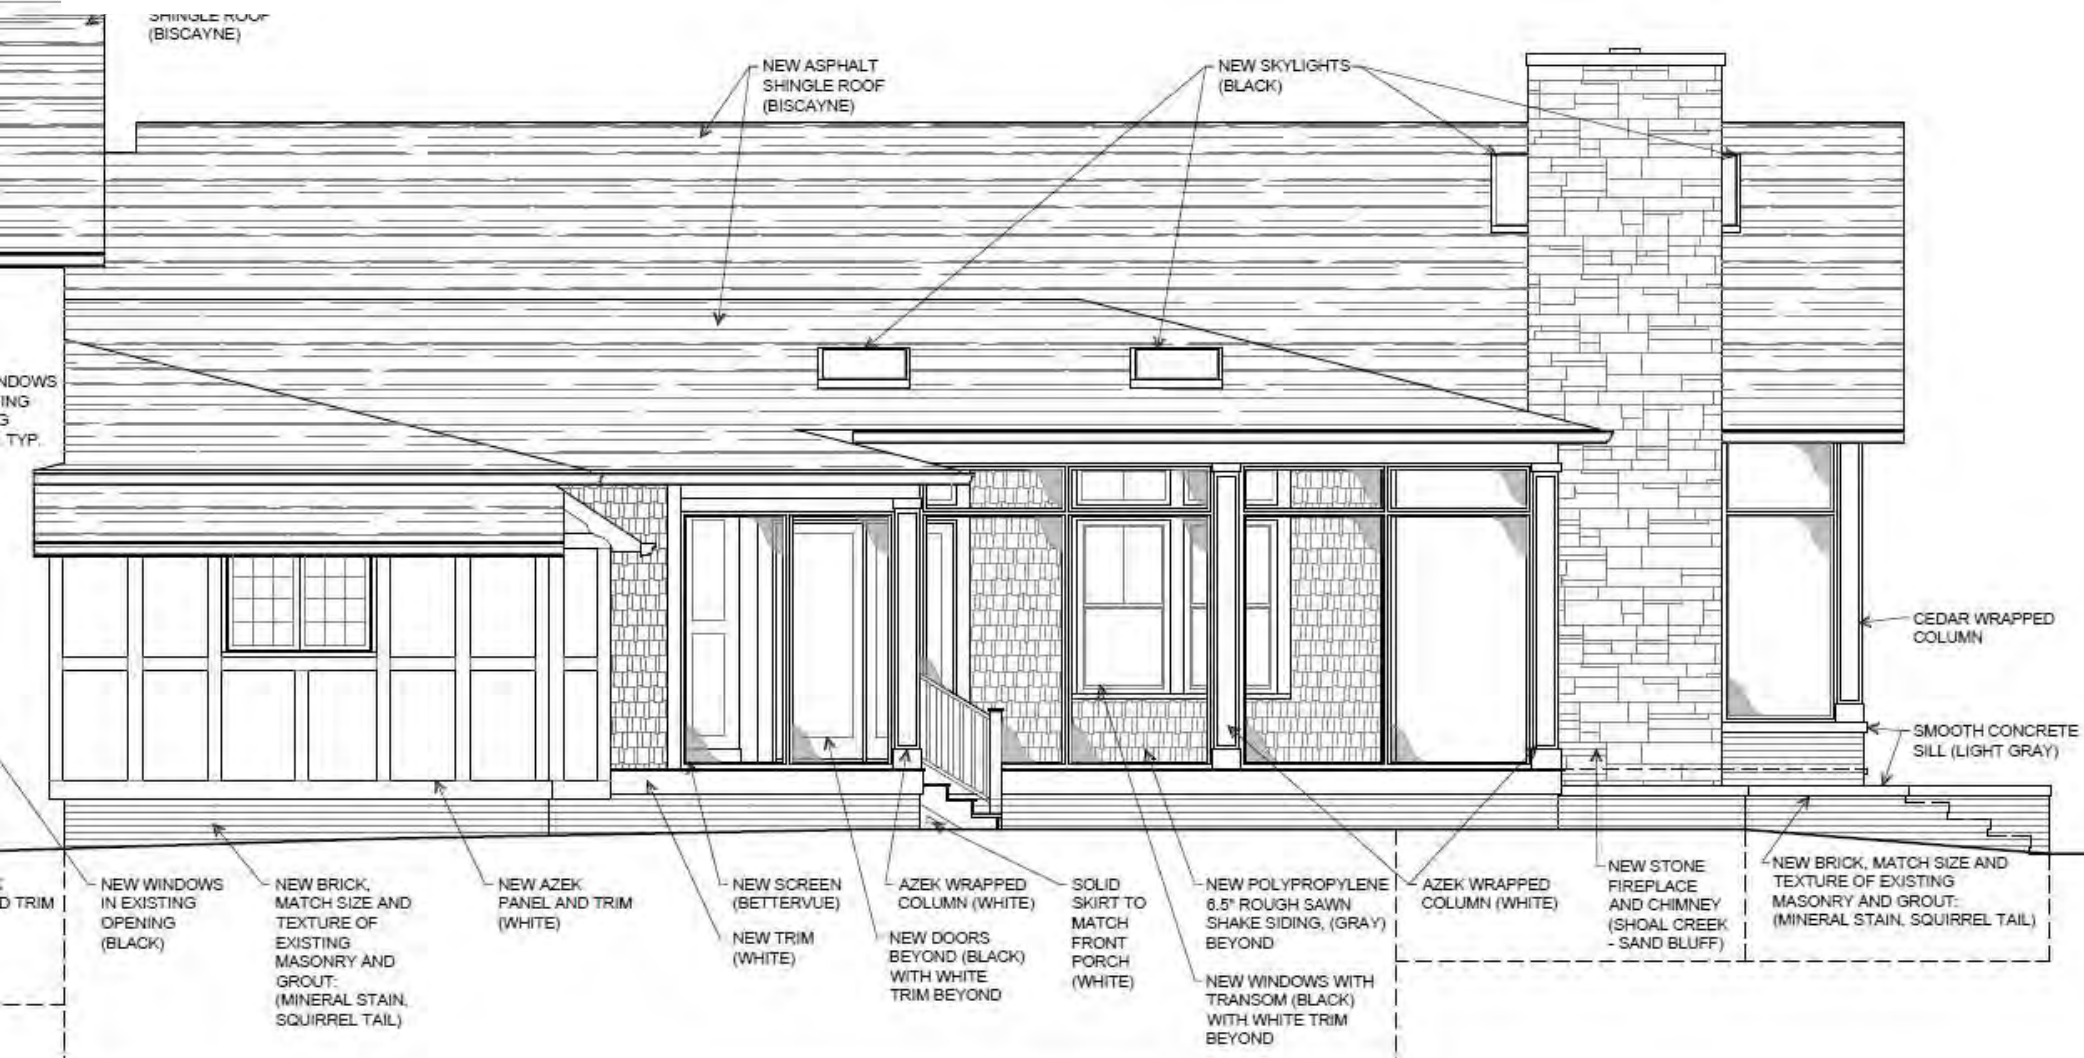 SHINGLE ROOF
(BISCAYNE)
NEW ASPHALT
SHINGLE ROOF
(BISCAYNE)
NEW SKYLIGHTS
(BLACK)
NDOWS
ING
G
TYP.
CEDAR WRAPPED
COLUMN
SMOOTH CONCRETE
SILL (LIGHT GRAY)
D TRIM
NEW WINDOWS
IN EXISTING
OPENING
(BLACK)
NEW BRICK,
MATCH SIZE AND
TEXTURE OF
EXISTING
MASONRY AND
GROUT:
(MINERAL STAIN,
SQUIRREL TAIL)
NEW AZEK
PANEL AND TRIM
(WHITE)
NEW SCREEN
(BETTERVUE)
NEW TRIM
(WHITE)
AZEK WRAPPED
COLUMN (WHITE)
NEW DOORS
BEYOND (BLACK)
WITH WHITE
TRIM BEYOND
SOLID
SKIRT TO
MATCH
FRONT
PORCH
(WHITE)
NEW POLYPROPYLENE
6.5" ROUGH SAWN
SHAKE SIDING, (GRAY)
BEYOND
NEW WINDOWS WITH
TRANSOM (BLACK)
WITH WHITE TRIM
BEYOND
AZEK WRAPPED
COLUMN (WHITE)
NEW STONE
FIREPLACE
AND CHIMNEY
(SHOAL CREEK
- SAND BLUFF)
NEW BRICK, MATCH SIZE AND
TEXTURE OF EXISTING
MASONRY AND GROUT:
(MINERAL STAIN, SQUIRREL TAIL)